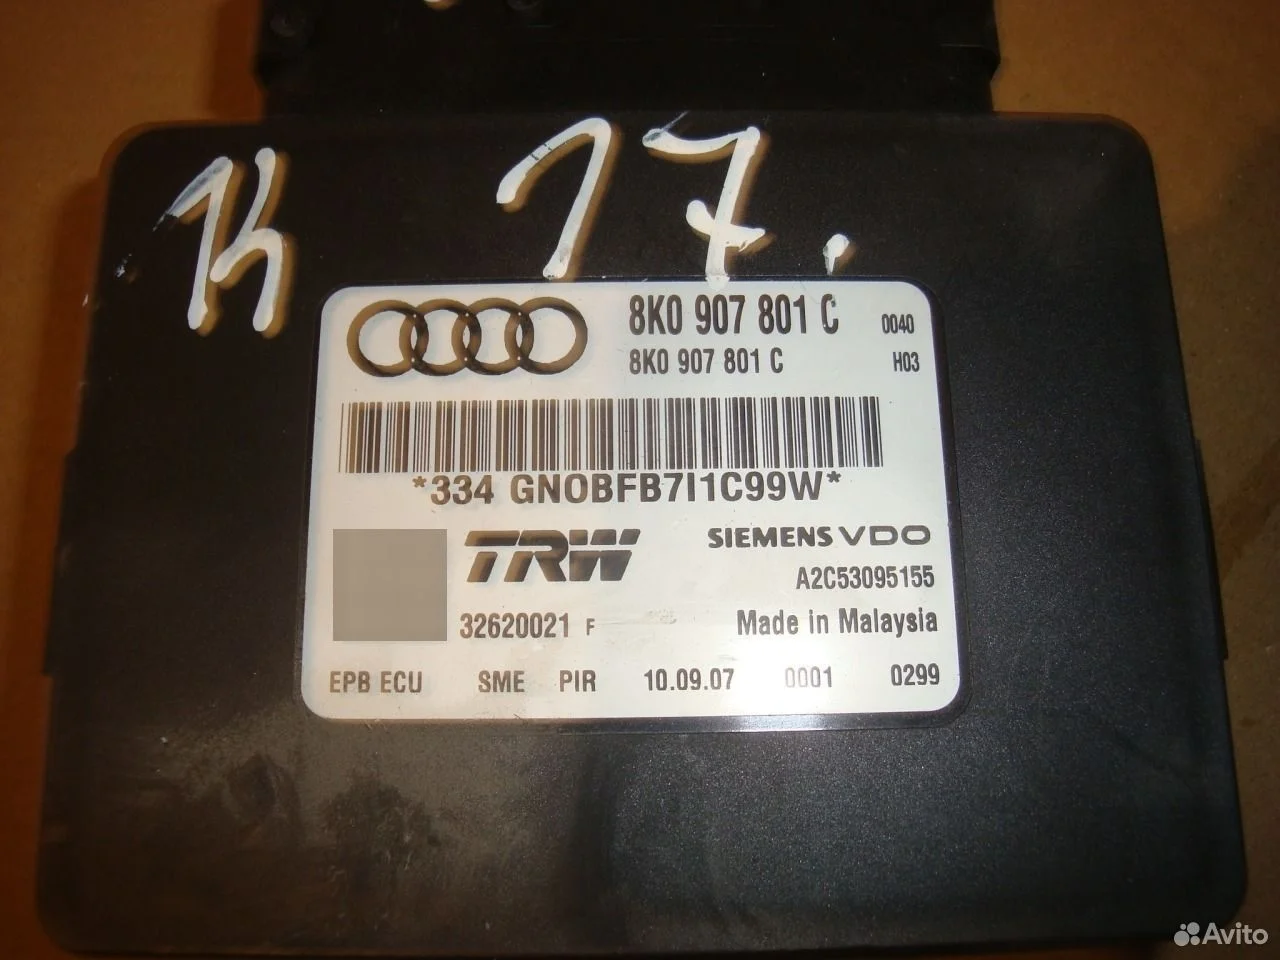 К 17.
8K0 907 801 C 0040
8K0 907 801 C H03
*334 GNOBFB7I1C99W*
TRW SIEMENS VDO
A2C53095155
32620021 F Made in Malaysia
EPB ECU SME PIR 10.09.07 0001 0299
Avito